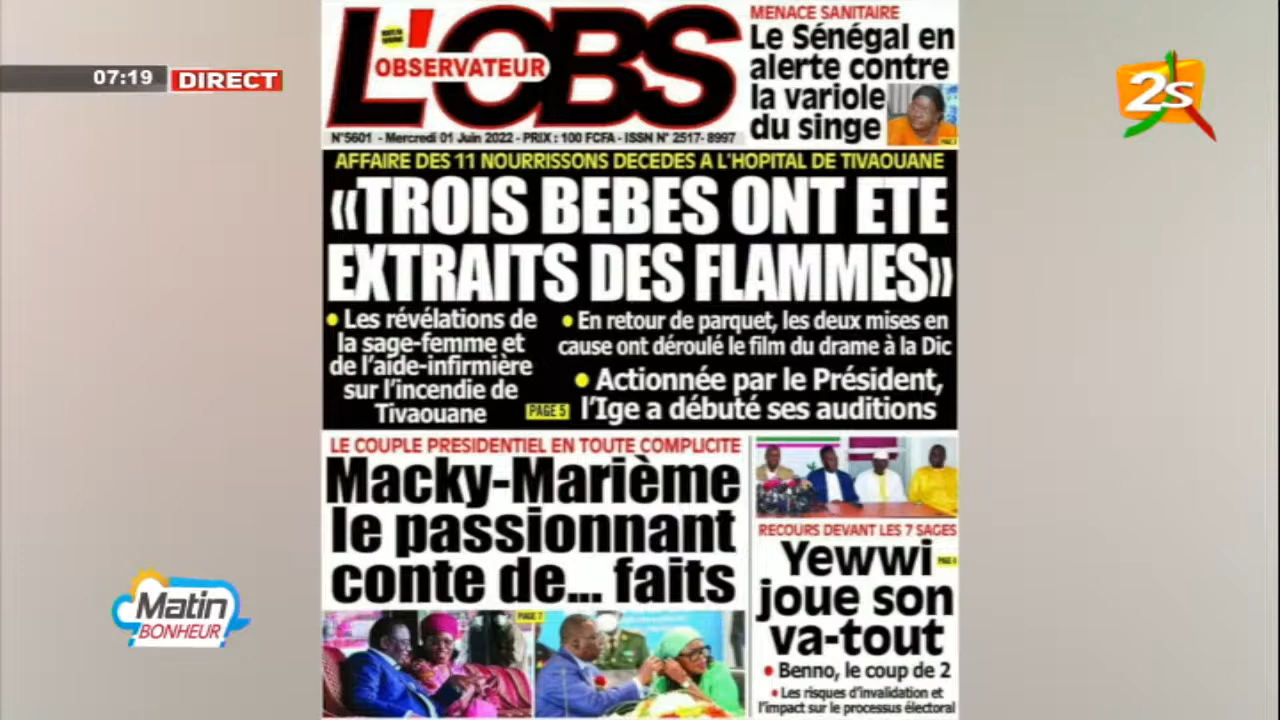 07:19 DIRECT
2S
L'OBS
OBSERVATEUR
N°5601 - Mercredi 01 Juin 2022 - PRIX : 100 FCFA - ISSN N° 2517- 8997
MENACE SANITAIRE
Le Sénégal en
alerte contre
la variole
du singe
AFFAIRE DES 11 NOURRISSONS DECEDES A L'HOPITAL DE TIVAOUANE
«TROIS BEBES ONT ETE
EXTRAITS DES FLAMMES»
• Les révélations de
la sage-femme et
de l'aide-infirmière
sur l'incendie de
Tivaouane
PAGE 5
• En retour de parquet, les deux mises en
cause ont déroulé le film du drame à la Dic
• Actionnée par le Président,
l'Ige a débuté ses auditions
LE COUPLE PRESIDENTIEL EN TOUTE COMPLICITE
Macky-Marième
le passionnant
conte de... faits
PAGE 7
RECOURS DEVANT LES 7 SAGES
Yewwi
joue son
va-tout
• Benno, le coup de 2
• Les risques d'invalidation et
l'impact sur le processus électoral
Matin
BONHEUR